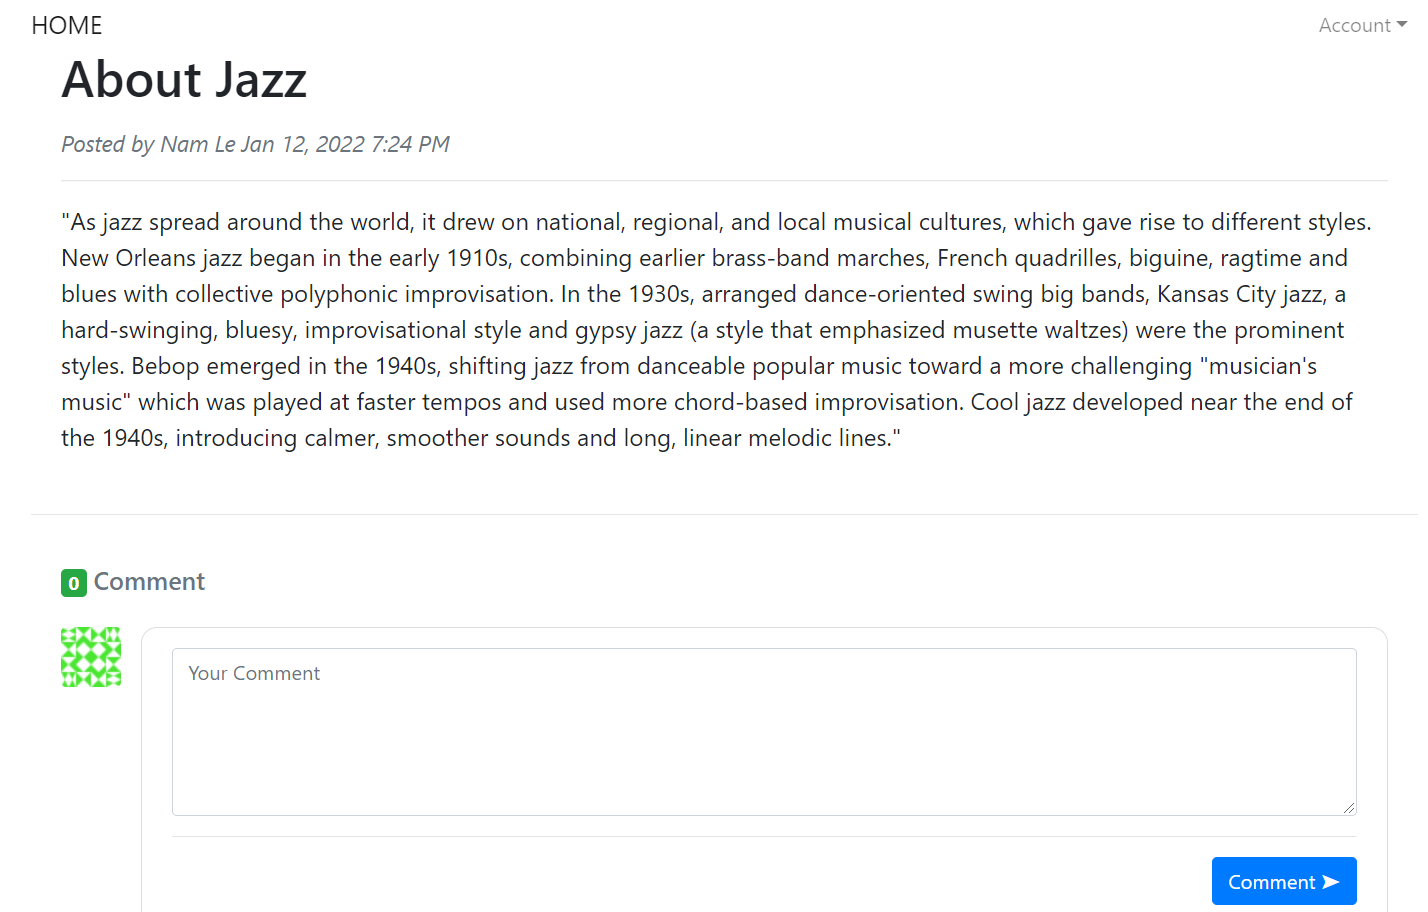 HOME
Account
About Jazz
Posted by Nam Le Jan 12, 2022 7:24 PM
"As jazz spread around the world, it drew on national, regional, and local musical cultures, which gave rise to different styles.
New Orleans jazz began in the early 1910s, combining earlier brass-band marches, French quadrilles, biguine, ragtime and
blues with collective polyphonic improvisation. In the 1930s, arranged dance-oriented swing big bands, Kansas City jazz, a
hard-swinging, bluesy, improvisational style and gypsy jazz (a style that emphasized musette waltzes) were the prominent
styles. Bebop emerged in the 1940s, shifting jazz from danceable popular music toward a more challenging "musician's
music" which was played at faster tempos and used more chord-based improvisation. Cool jazz developed near the end of
the 1940s, introducing calmer, smoother sounds and long, linear melodic lines."
0 Comment
Your Comment
Comment